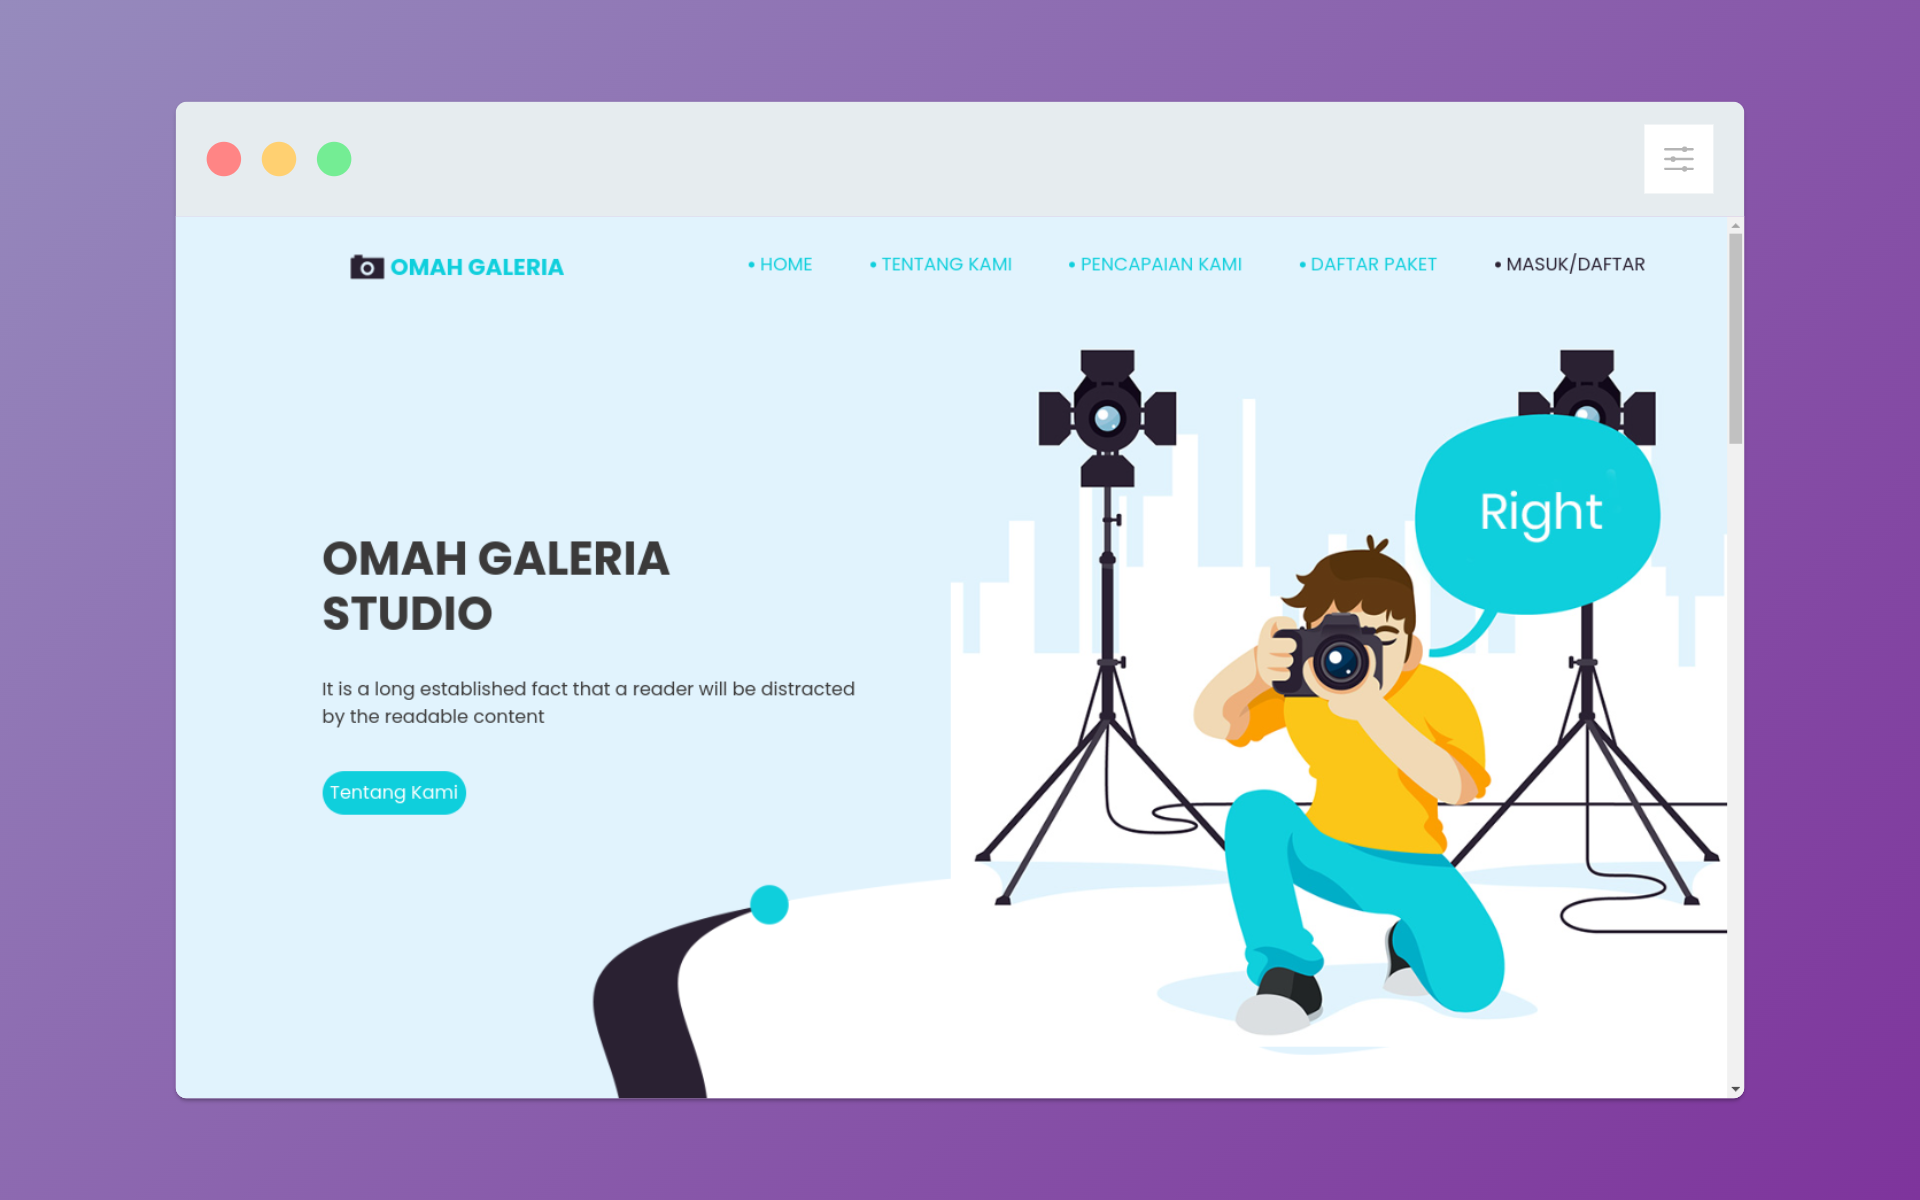 OMAH GALERIA
• HOME
• TENTANG KAMI
• PENCAPAIAN KAMI
• DAFTAR PAKET
• MASUK/DAFTAR
Right
OMAH GALERIA
STUDIO
It is a long established fact that a reader will be distracted
by the readable content
Tentang Kami